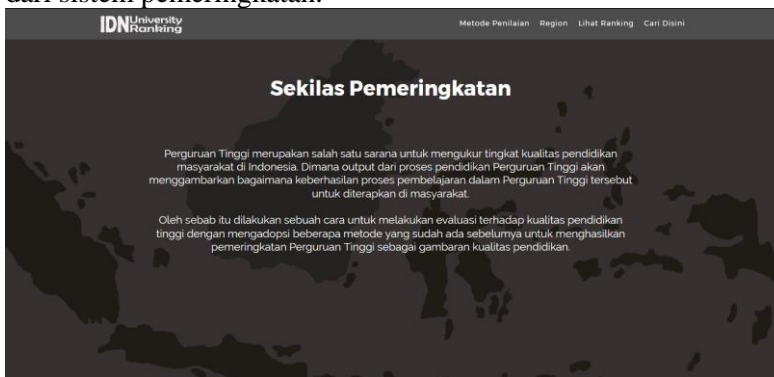 dari sistem pemeringkatan.
IDN University
Ranking
Metode Penilaian Region Lihat Ranking Cari Disini
Sekilas Pemeringkatan
Perguruan Tinggi merupakan salah satu sarana untuk mengukur tingkat kualitas pendidikan
masyarakat di Indonesia. Dimana output dari proses pendidikan Perguruan Tinggi akan
menggambarkan bagaimana keberhasilan proses pembelajaran dalam Perguruan Tinggi tersebut
untuk diterapkan di masyarakat.
Oleh sebab itu dilakukan sebuah cara untuk melakukan evaluasi terhadap kualitas pendidikan
tinggi dengan mengadopsi beberapa metode yang sudah ada sebelumya untuk menghasilkan
pemeringkatan Perguruan Tinggi sebagai gambaran kualitas pendidikan.